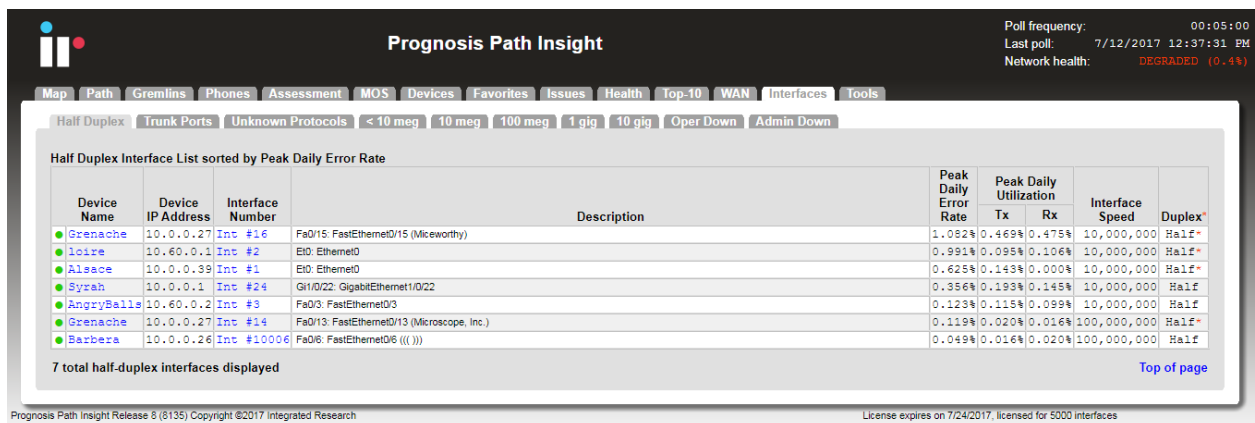 ir
Prognosis Path Insight
Poll frequency: 00:05:00
Last poll: 7/12/2017 12:37:31 PM
Network health: DEGRADED (0.4%)
Map Path Gremlins Phones Assessment MOS Devices Favorites Issues Health Top-10 WAN Interfaces Tools
Half Duplex Trunk Ports Unknown Protocols < 10 meg 10 meg 100 meg 1 gig 10 gig Oper Down Admin Down
Half Duplex Interface List sorted by Peak Daily Error Rate
Device Name Device IP Address Interface Number Description Peak Daily Error Rate Peak Daily Utilization Tx Rx Interface Speed Duplex*
Grenache 10.0.0.27 Int #16 Fa0/15: FastEthernet0/15 (Miceworthy) 1.082% 0.469% 0.475% 10,000,000 Half*
loire 10.60.0.1 Int #2 Et0: Ethernet0 0.991% 0.095% 0.106% 10,000,000 Half*
Alsace 10.0.0.39 Int #1 Et0: Ethernet0 0.625% 0.143% 0.000% 10,000,000 Half*
Syrah 10.0.0.1 Int #24 Gi1/0/22: GigabitEthernet1/0/22 0.356% 0.193% 0.145% 10,000,000 Half
AngryBalls 10.60.0.2 Int #3 Fa0/3: FastEthernet0/3 0.123% 0.115% 0.099% 10,000,000 Half
Grenache 10.0.0.27 Int #14 Fa0/13: FastEthernet0/13 (Microscope, Inc.) 0.119% 0.020% 0.016% 100,000,000 Half*
Barbera 10.0.0.26 Int #10006 Fa0/6: FastEthernet0/6 ((( ))) 0.049% 0.016% 0.020% 100,000,000 Half
7 total half-duplex interfaces displayed Top of page
Prognosis Path Insight Release 8 (8135) Copyright ©2017 Integrated Research License expires on 7/24/2017, licensed for 5000 interfaces